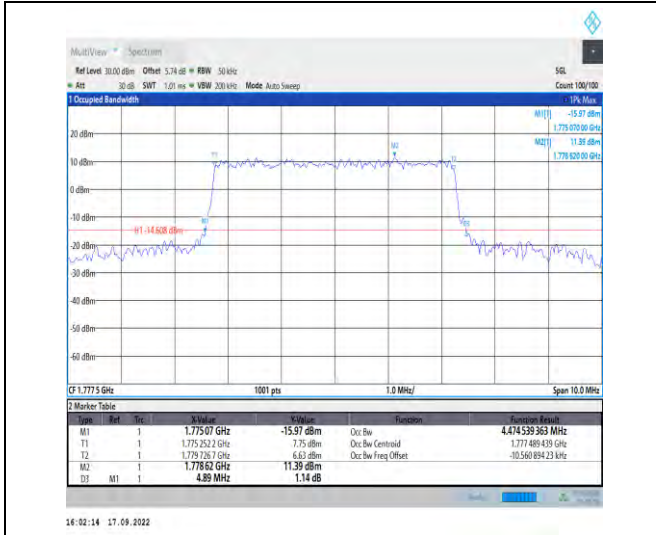 MultiView Spectrum
Ref Level 30.00 dBm Offset 5.74 dB RBW 50 kHz SGL
Att 30 dB SWT 1.01 ms VBW 200 kHz Mode Auto Sweep Count 100/100
1 Occupied Bandwidth 1Pk Max
M1[1] -15.97 dBm
1.775 070 00 GHz
20 dBm M2[1] 11.39 dBm
1.778 620 00 GHz
M2
T1
10 dBm
0 dBm
-10 dBm
H1 -14.608 dBm
-20 dBm
-30 dBm
-40 dBm
-50 dBm
-60 dBm
CF 1.777 5 GHz 1001 pts 1.0 MHz/ Span 10.0 MHz
2 Marker Table
Type Ref Trc X-Value Y-Value Function Function Result
M1 1 1.775 07 GHz -15.97 dBm Occ Bw 4.474 539 363 MHz
T1 1 1.775 252 2 GHz 7.75 dBm Occ Bw Centroid 1.777 489 439 GHz
T2 1 1.779 726 7 GHz 6.63 dBm Occ Bw Freq Offset -10.560 894 23 kHz
M2 1 1.778 62 GHz 11.39 dBm
D3 M1 1 4.89 MHz 1.14 dB
16:02:14 17.09.2022